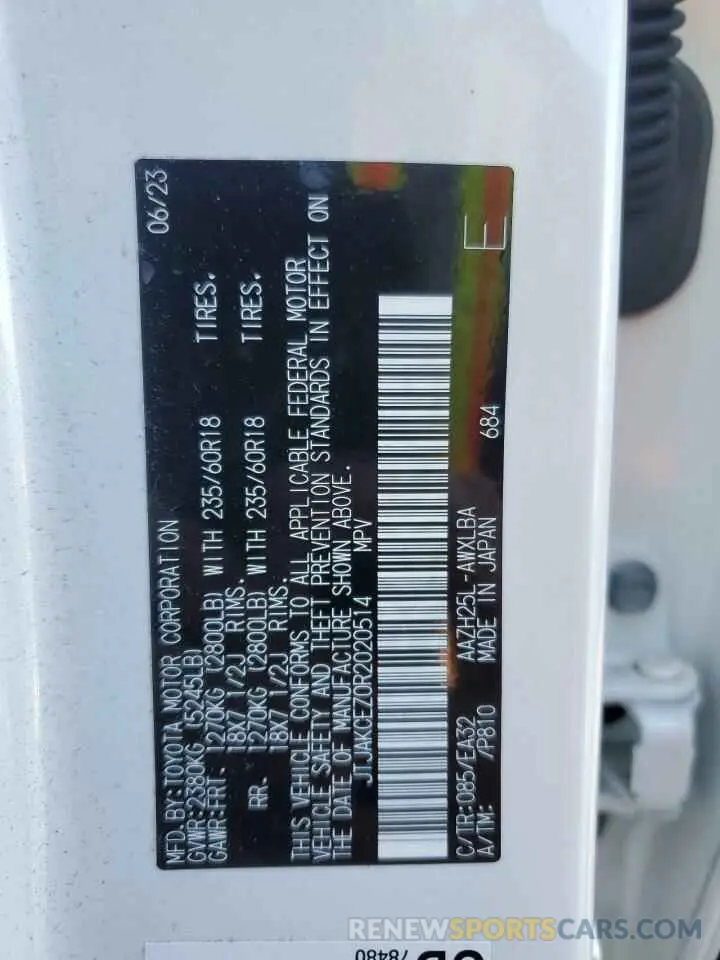 MFD. BY: TOYOTA MOTOR CORPORATION 06/23
GVWR: 2380KG (5245LB)
GAWR: FRT. 1270KG (2800LB) WITH 235/60R18 TIRES.
18X7 1/2J RIMS.
RR. 1270KG (2800LB) WITH 235/60R18 TIRES.
18X7 1/2J RIMS.
THIS VEHICLE CONFORMS TO ALL APPLICABLE FEDERAL MOTOR
VEHICLE SAFETY AND THEFT PREVENTION STANDARDS IN EFFECT ON
THE DATE OF MANUFACTURE SHOWN ABOVE.
JTJAKCEZ0R2020514 MPV
C/TR: 085/EA32 AAZH25L-AWXLBA
A/TM: /P810 MADE IN JAPAN 684 E
78480
RENEWSPORTSCARS.COM